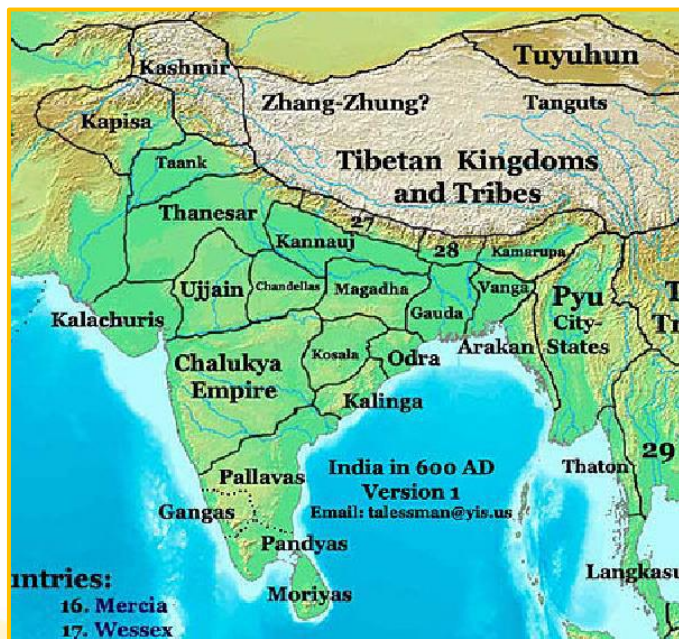 Tuyuhun
Kashmir
Zhang-Zhung?
Tanguts
Kapisa
Taank
Tibetan Kingdoms
and Tribes
Thanesar
27
Kannauj
28
Kamarupa
Ujjain
Chandellas
Magadha
Vanga
Pyu
City-
States
T
Tr
Kalachuris
Gauda
Arakan
Chalukya
Empire
Kosala
Odra
Kalinga
29
India in 600 AD
Version 1
Email: talessman@yis.us
Thaton
Pallavas
Gangas
Pandyas
Moriyas
Langkasu
untries:
16. Mercia
17. Wessex